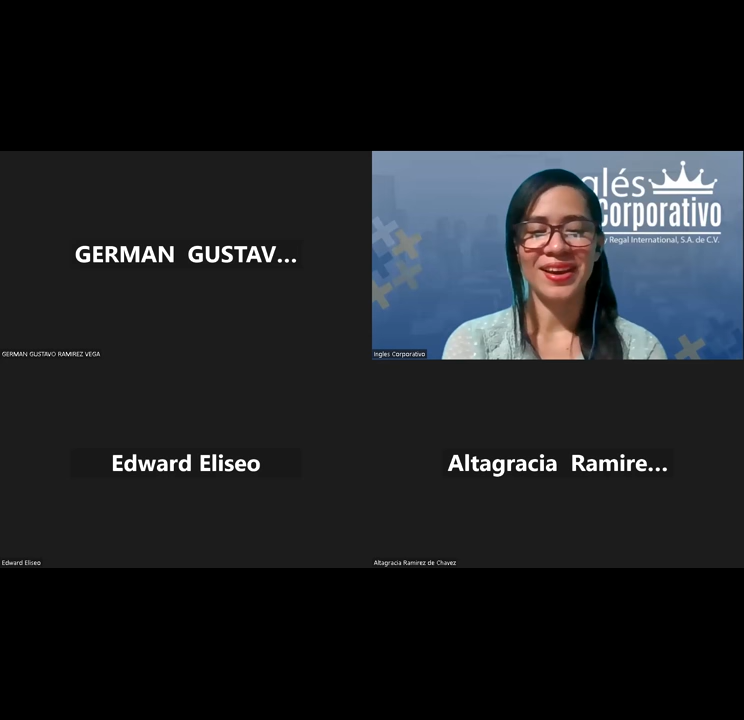 GERMAN GUSTAV...
GERMAN GUSTAVO RAMIREZ VEGA
glés
Corporativo
y Regal International, S.A. de C.V.
Ingles Corporativo
Edward Eliseo
Edward Eliseo
Altagracia Ramire...
Altagracia Ramirez de Chavez